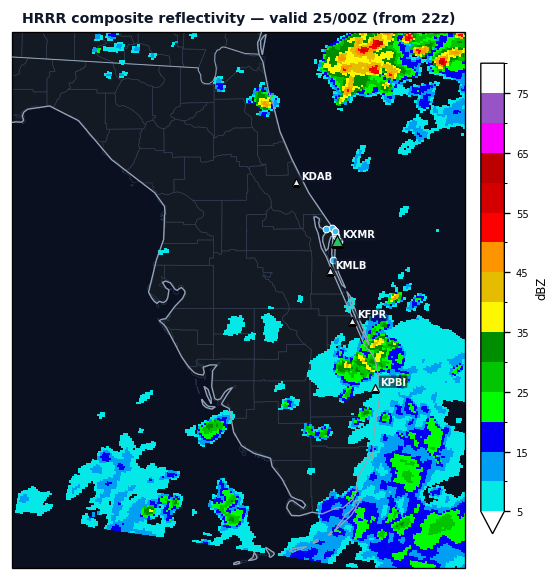 HRRR composite reflectivity — valid 25/00Z (from 22z)
KDAB
KXMR
KMLB
KFPR
KPBI
75
65
55
45
35
25
15
5
dBZ